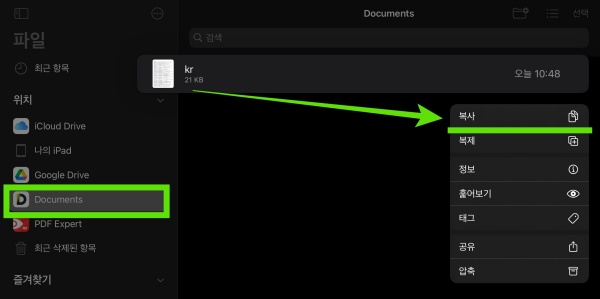 Documents
선택
파일
검색
최근 항목
kr
21 KB
오늘 10:48
위치
iCloud Drive
나의 iPad
Google Drive
Documents
PDF Expert
최근 삭제된 항목
즐겨찾기
복사
복제
정보
훑어보기
태그
공유
압축